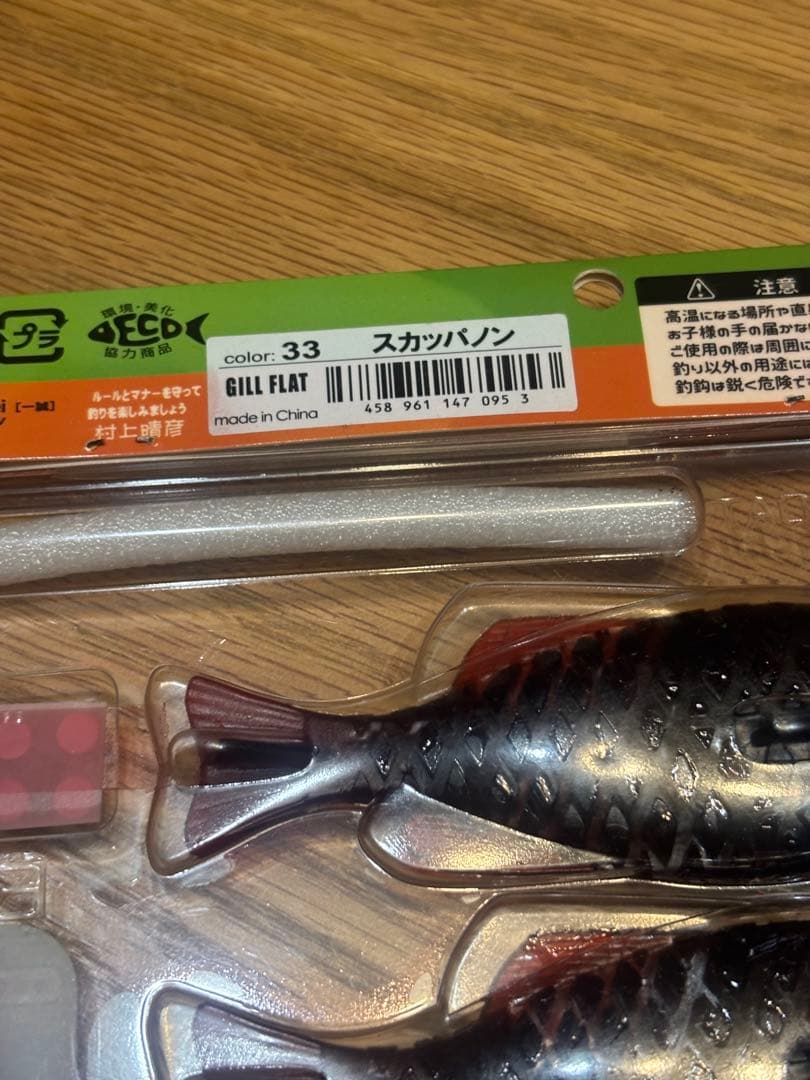 プラ
環境・美化
ECO
協力商品
[一誠]
ルールとマナーを守って
釣りを楽しみましょう
村上晴彦
color: 33 スカッパノン
GILL FLAT
458 961 147 095 3
made in China
注意
高温になる場所や直
お子様の手の届かな
ご使用の際は周囲に
釣り以外の用途には
釣鈎は鋭く危険で